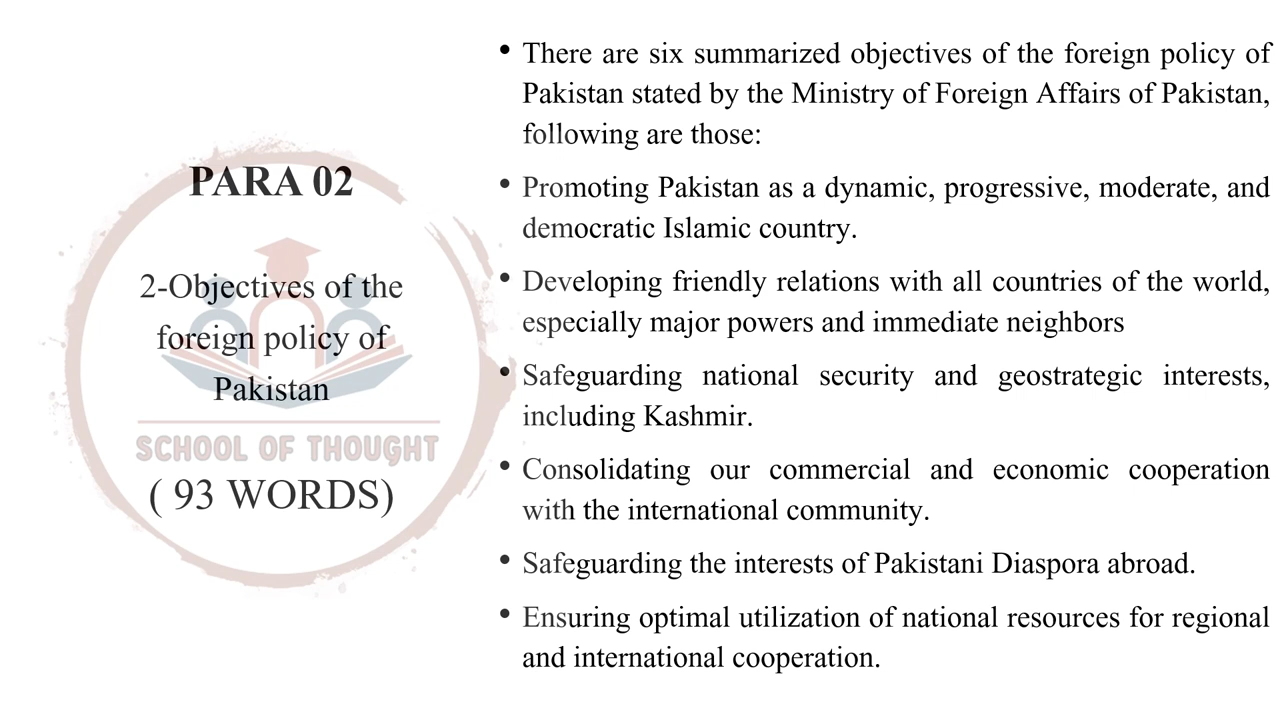 PARA 02
2-Objectives of the
foreign policy of
Pakistan
SCHOOL OF THOUGHT
( 93 WORDS)
• There are six summarized objectives of the foreign policy of
Pakistan stated by the Ministry of Foreign Affairs of Pakistan,
following are those:
• Promoting Pakistan as a dynamic, progressive, moderate, and
democratic Islamic country.
• Developing friendly relations with all countries of the world,
especially major powers and immediate neighbors
• Safeguarding national security and geostrategic interests,
including Kashmir.
• Consolidating our commercial and economic cooperation
with the international community.
• Safeguarding the interests of Pakistani Diaspora abroad.
• Ensuring optimal utilization of national resources for regional
and international cooperation.